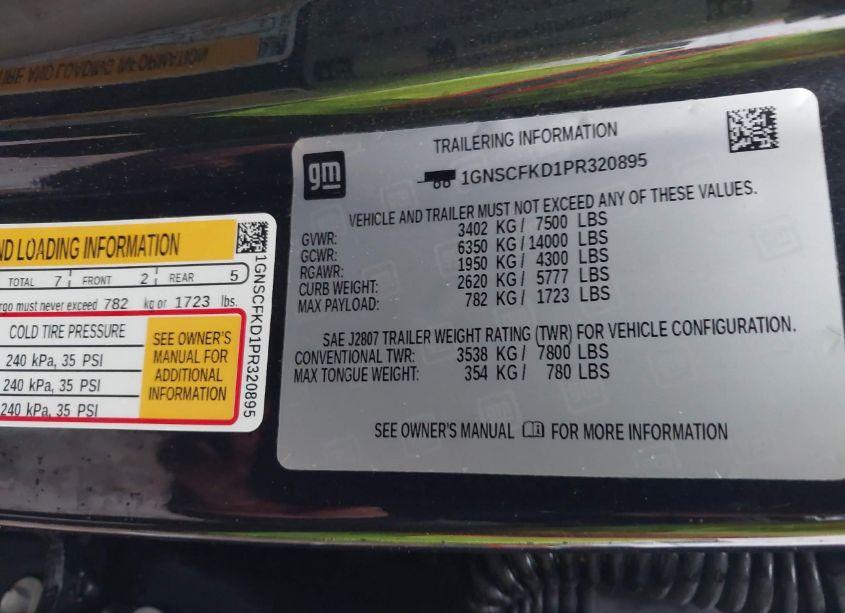 gm
TRAILERING INFORMATION
1GNSCFKD1PR320895
VEHICLE AND TRAILER MUST NOT EXCEED ANY OF THESE VALUES.
GVWR: 3402 KG / 7500 LBS
GCWR: 6350 KG / 14000 LBS
RGAWR: 1950 KG / 4300 LBS
CURB WEIGHT: 2620 KG / 5777 LBS
MAX PAYLOAD: 782 KG / 1723 LBS
SAE J2807 TRAILER WEIGHT RATING (TWR) FOR VEHICLE CONFIGURATION.
CONVENTIONAL TWR: 3538 KG / 7800 LBS
MAX TONGUE WEIGHT: 354 KG / 780 LBS
SEE OWNER'S MANUAL FOR MORE INFORMATION
LOADING INFORMATION
TOTAL 7 FRONT 2 REAR 5
must never exceed 782 kg or 1723 lbs.
COLD TIRE PRESSURE
240 kPa, 35 PSI
240 kPa, 35 PSI
240 kPa, 35 PSI
SEE OWNER'S
MANUAL FOR
ADDITIONAL
INFORMATION
1GNSCFKD1PR320895